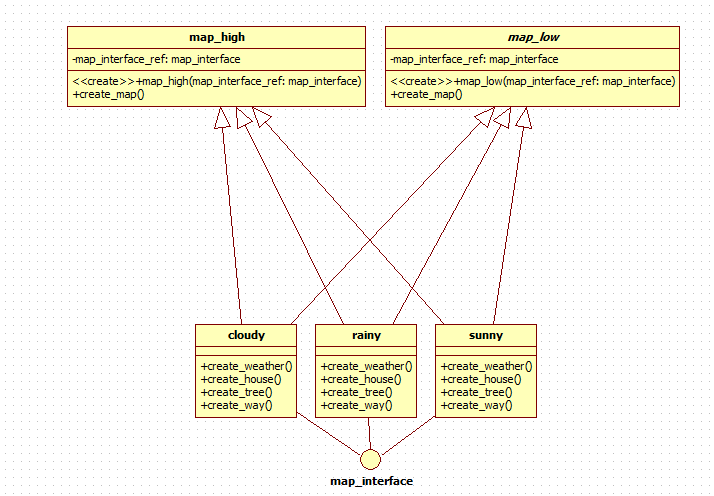 map_high
-map_interface_ref: map_interface
<<create>>+map_high(map_interface_ref: map_interface)
+create_map()
map_low
-map_interface_ref: map_interface
<<create>>+map_low(map_interface_ref: map_interface)
+create_map()
cloudy
+create_weather()
+create_house()
+create_tree()
+create_way()
rainy
+create_weather()
+create_house()
+create_tree()
+create_way()
sunny
+create_weather()
+create_house()
+create_tree()
+create_way()
map_interface